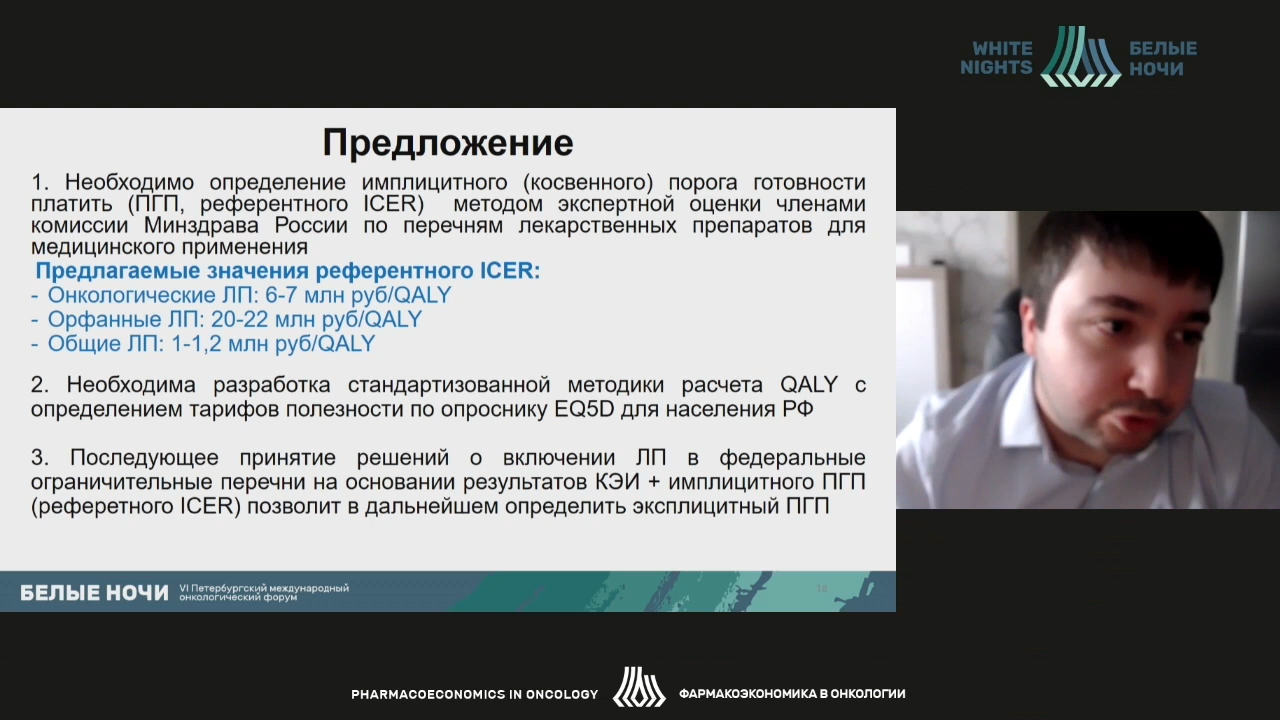 WHITE
NIGHTS
БЕЛЫЕ
НОЧИ
Предложение
1. Необходимо определение имплицитного (косвенного) порога готовности
платить (ПГП, референтного ICER) методом экспертной оценки членами
комиссии Минздрава России по перечням лекарственных препаратов для
медицинского применения
Предлагаемые значения референтного ICER:
- Онкологические ЛП: 6-7 млн руб/QALY
- Орфанные ЛП: 20-22 млн руб/QALY
- Общие ЛП: 1-1,2 млн руб/QALY
2. Необходима разработка стандартизованной методики расчета QALY с
определением тарифов полезности по опроснику EQ5D для населения РФ
3. Последующее принятие решений о включении ЛП в федеральные
ограничительные перечни на основании результатов КЭИ + имплицитного ПГП
(реферетного ICER) позволит в дальнейшем определить эксплицитный ПГП
БЕЛЫЕ НОЧИ
VI Петербургский международный
онкологический форум
18
PHARMACOECONOMICS IN ONCOLOGY
ФАРМАКОЭКОНОМИКА В ОНКОЛОГИИ